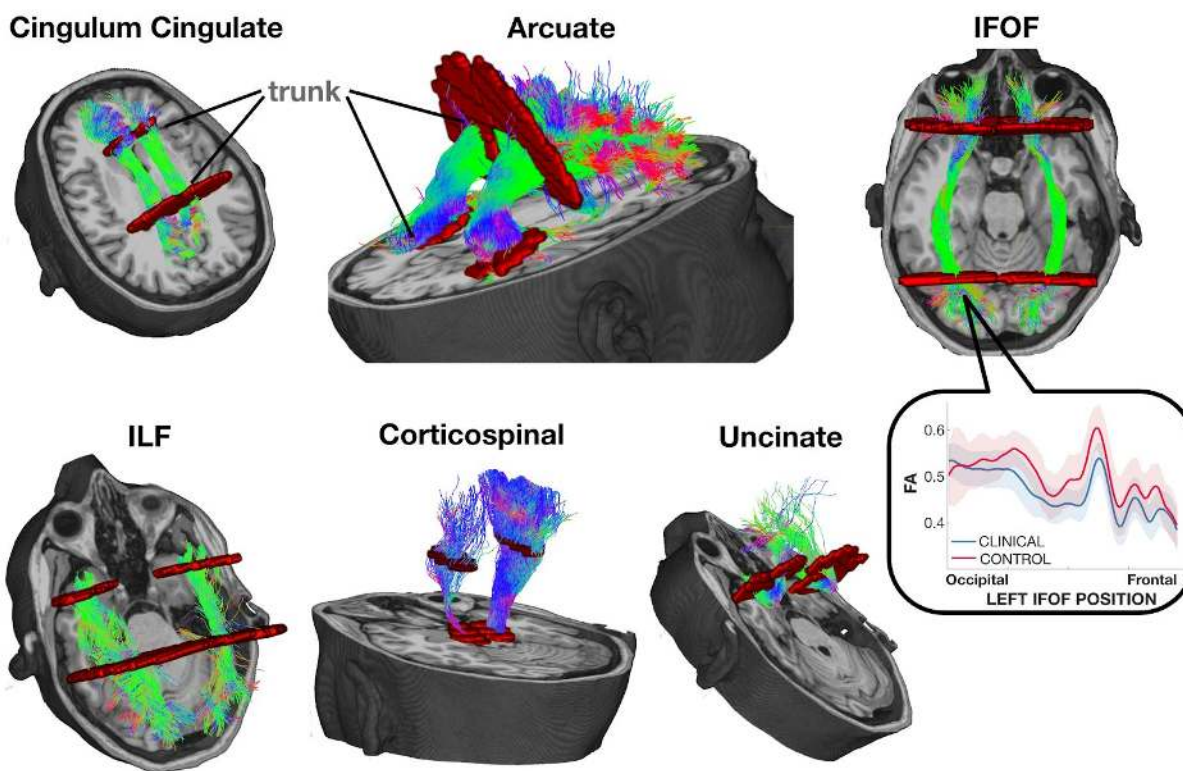 Cingulum Cingulate
Arcuate
IFOF
trunk
ILF
Corticospinal
Uncinate
0.6
0.5
0.4
FA
CLINICAL
CONTROL
Occipital
Frontal
LEFT IFOF POSITION